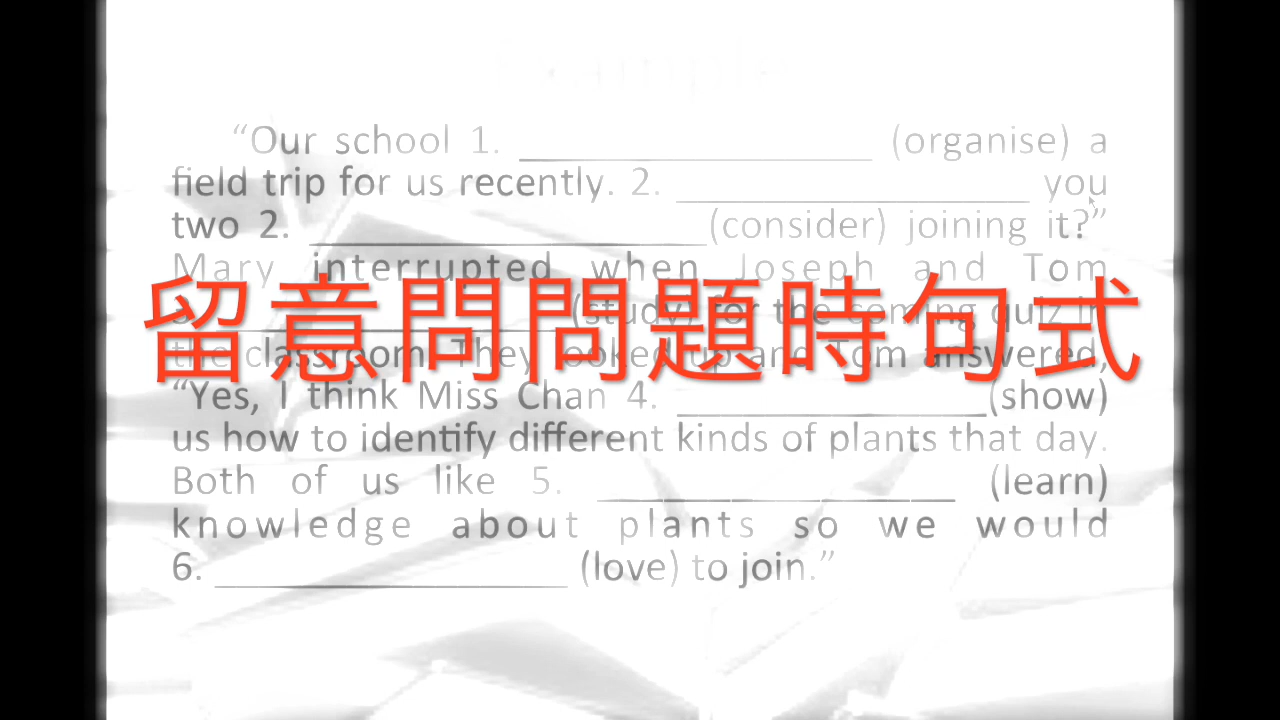 “Our school 1. ________________ (organise) a
field trip for us recently. 2. ________________ you
two 2. __________________(consider) joining it?”
Mary interrupted when Joseph and Tom
________________(study) for the coming quiz in
the classroom. They looked up and Tom answered,
留意問問題時句式
“Yes, I think Miss Chan 4. ______________(show)
us how to identify different kinds of plants that day.
Both of us like 5. ________________ (learn)
knowledge about plants so we would
6. ________________ (love) to join.”